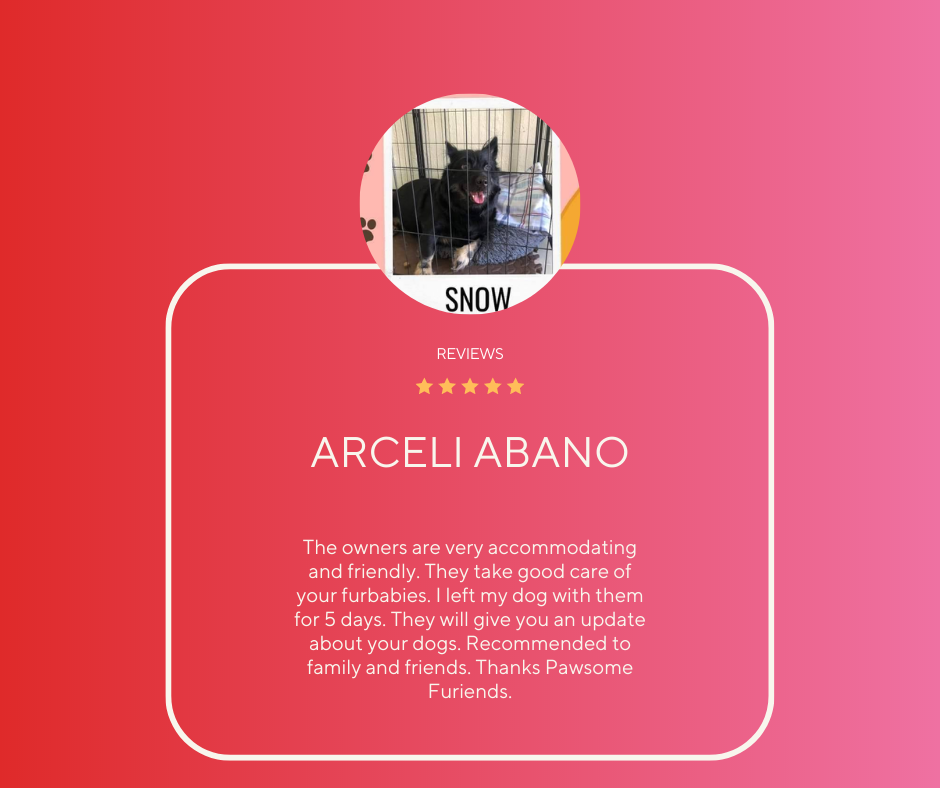 SNOW
REVIEWS
ARCELI ABANO
The owners are very accommodating
and friendly. They take good care of
your furbabies. I left my dog with them
for 5 days. They will give you an update
about your dogs. Recommended to
family and friends. Thanks Pawsome
Furiends.